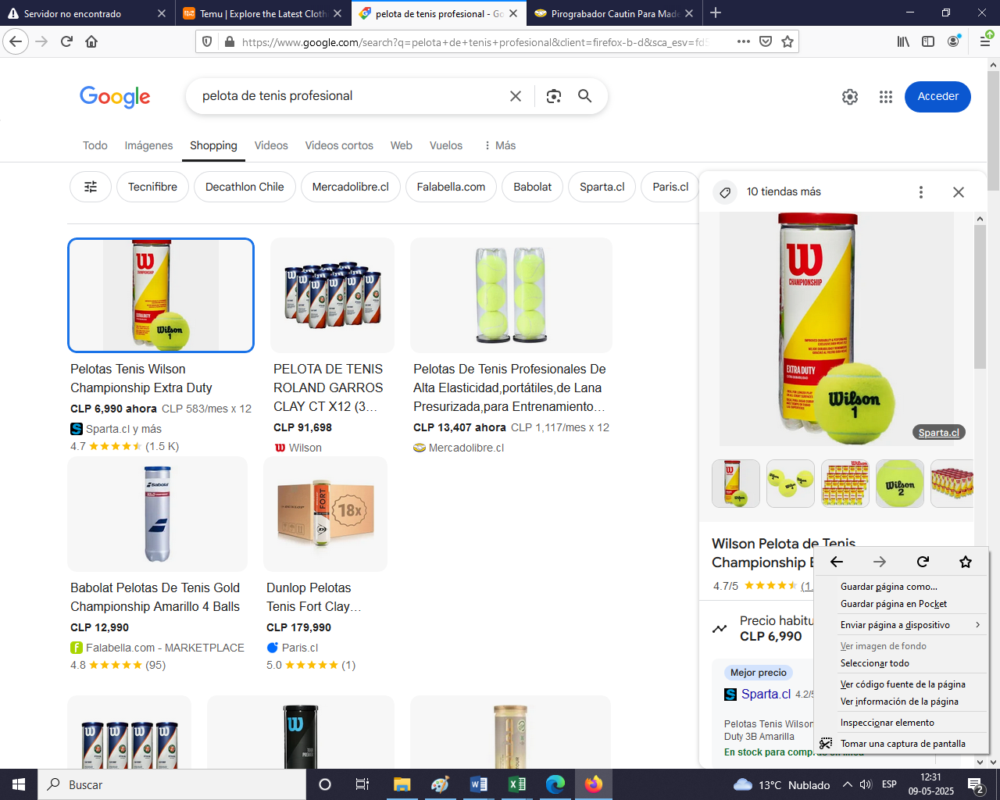 Servidor no encontrado
Temu | Explore the Latest Cloth
pelota de tenis profesional - Go
Pirograbador Cautin Para Made
https://www.google.com/search?q=pelota+de+tenis+profesional&client=firefox-b-d&sca_esv=fd5
Google
pelota de tenis profesional
Acceder
Todo
Imágenes
Shopping
Videos
Videos cortos
Web
Vuelos
Más
Tecnifibre
Decathlon Chile
Mercadolibre.cl
Falabella.com
Babolat
Sparta.cl
Paris.cl
Pelotas Tenis Wilson
Championship Extra Duty
CLP 6,990 ahora CLP 583/mes x 12
Sparta.cl y más
4.7 (1.5 K)
PELOTA DE TENIS
ROLAND GARROS
CLAY CT X12 (3...
CLP 91,698
Wilson
Pelotas De Tenis Profesionales De
Alta Elasticidad,portátiles,de Lana
Presurizada,para Entrenamiento...
CLP 13,407 ahora CLP 1,117/mes x 12
Mercadolibre.cl
Babolat Pelotas De Tenis Gold
Championship Amarillo 4 Balls
CLP 12,990
Falabella.com - MARKETPLACE
4.8 (95)
18x
FORT
Dunlop Pelotas
Tenis Fort Clay...
CLP 179,990
Paris.cl
5.0 (1)
10 tiendas más
W
CHAMPIONSHIP
EXTRA DUTY
Wilson
1
Sparta.cl
Wilson
2
Wilson Pelota de Tenis
Championship E
4.7/5 (1.
Precio habitu
CLP 6,990
Mejor precio
Sparta.cl 4.2/5
Pelotas Tenis Wilson
Duty 3B Amarilla
En stock para compras en línea
Guardar página como...
Guardar página en Pocket
Enviar página a dispositivo
Ver imagen de fondo
Seleccionar todo
Ver código fuente de la página
Ver información de la página
Inspeccionar elemento
Tomar una captura de pantalla
Buscar
13°C Nublado
ESP
12:31
09-05-2025
2